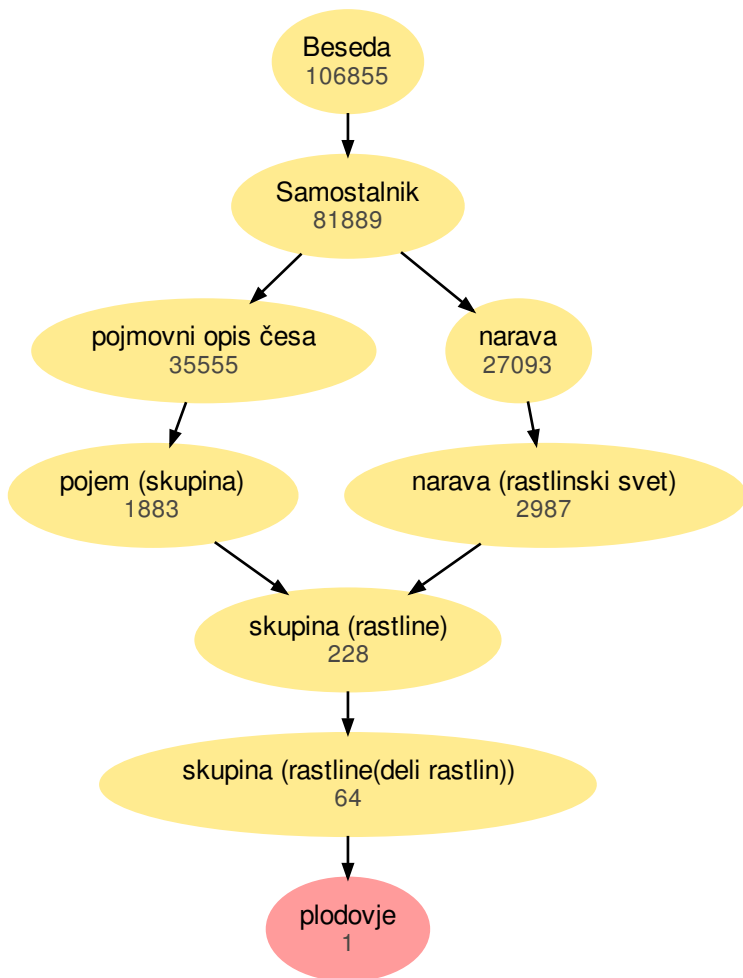 Beseda
106855
Samostalnik
81889
pojmovni opis česa
35555
narava
27093
pojem (skupina)
1883
narava (rastlinski svet)
2987
skupina (rastline)
228
skupina (rastline(deli rastlin))
64
plodovje
1